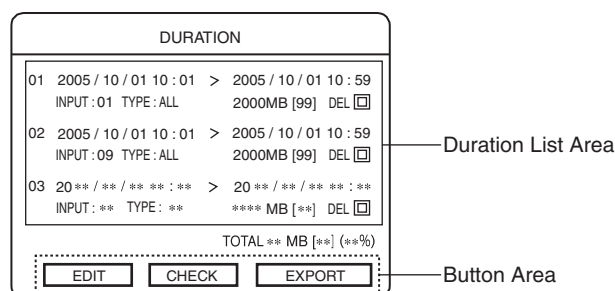 DURATION
01 2005 / 10 / 01 10 : 01 > 2005 / 10 / 01 10 : 59
INPUT : 01 TYPE : ALL 2000MB [99] DEL
02 2005 / 10 / 01 10 : 01 > 2005 / 10 / 01 10 : 59
INPUT : 09 TYPE : ALL 2000MB [99] DEL
Duration List Area
03 20 ** / ** / ** ** : ** > 20 ** / ** / ** ** : **
INPUT : ** TYPE : ** **** MB [**] DEL
TOTAL ** MB [**] (**%)
EDIT CHECK EXPORT
Button Area